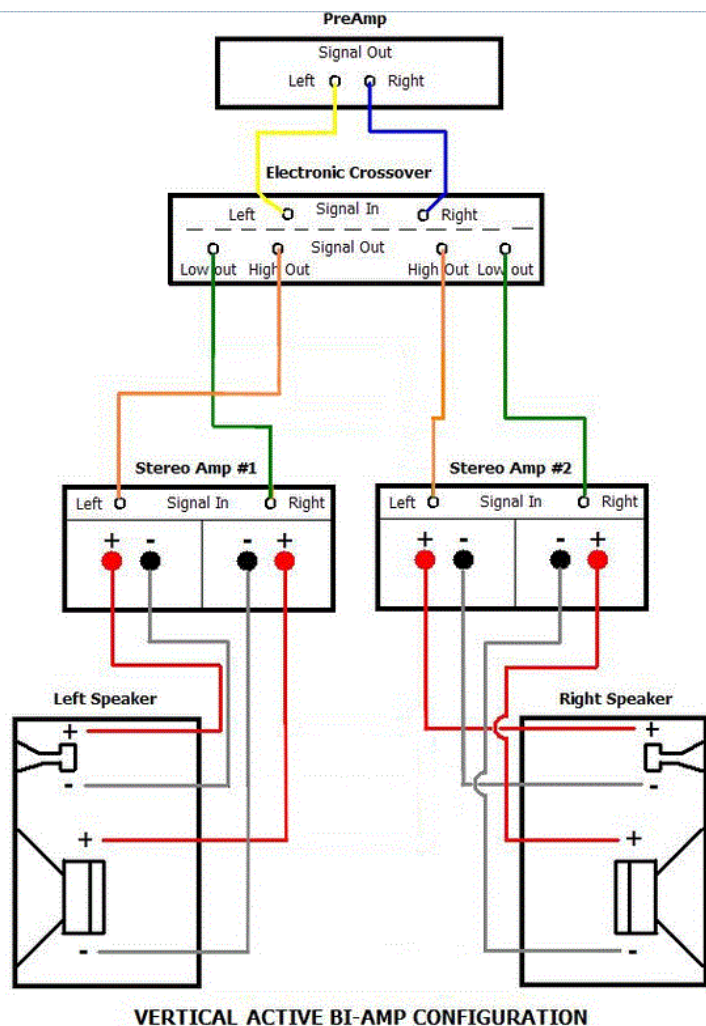 PreAmp
Signal Out
Left Right
Electronic Crossover
Left Signal In Right
Signal Out
Low out High Out High Out Low out
Stereo Amp #1 Stereo Amp #2
Left Signal In Right Left Signal In Right
+ - - + + - - +
Left Speaker Right Speaker
+ +
- -
+ +
- -
VERTICAL ACTIVE BI-AMP CONFIGURATION